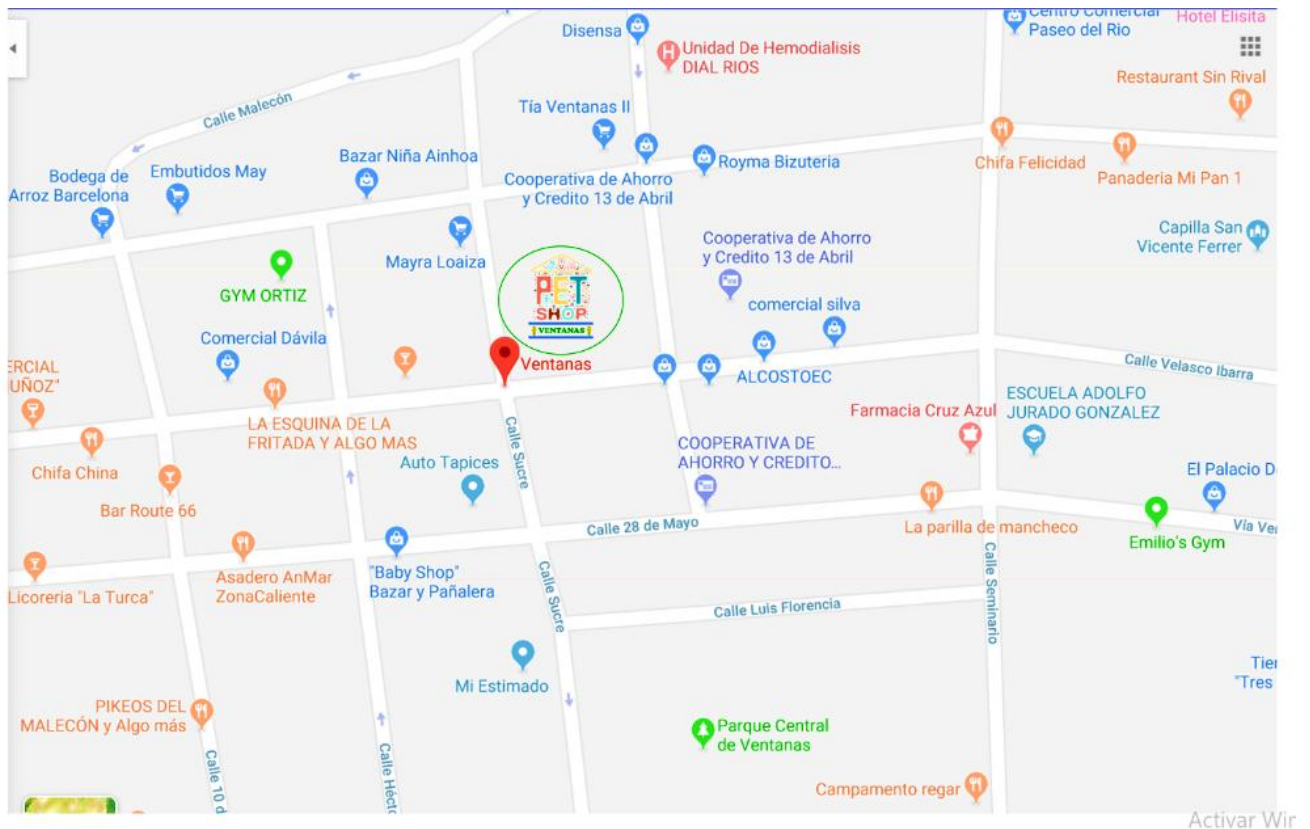 Centro Comercial
Paseo del Rio
Hotel Elisita
Disensa
Unidad De Hemodialisis
DIAL RIOS
Restaurant Sin Rival
Calle Malecón
Tía Ventanas II
Bazar Niña Ainhoa
Royma Bizuteria
Chifa Felicidad
Panaderia Mi Pan 1
Bodega de
Arroz Barcelona
Embutidos May
Cooperativa de Ahorro
y Credito 13 de Abril
Capilla San
Vicente Ferrer
Mayra Loaiza
Cooperativa de Ahorro
y Credito 13 de Abril
GYM ORTIZ
PET
SHOP
VENTANAS
comercial silva
Comercial Dávila
Ventanas
ALCOSTOEC
Calle Velasco Ibarra
ERCIAL
UÑOZ"
LA ESQUINA DE LA
FRITADA Y ALGO MAS
Calle Sucre
Farmacia Cruz Azul
ESCUELA ADOLFO
JURADO GONZALEZ
Chifa China
Auto Tapices
COOPERATIVA DE
AHORRO Y CREDITO...
El Palacio D
Bar Route 66
Calle 28 de Mayo
La parilla de mancheco
Emilio's Gym
Vía Ve
Licoreria "La Turca"
Asadero AnMar
ZonaCaliente
"Baby Shop"
Bazar y Pañalera
Calle Sucre
Calle Luis Florencia
Calle Seminario
Mi Estimado
Tier
"Tres
PIKEOS DEL
MALECÓN y Algo más
Parque Central
de Ventanas
Calle 10 d
Calle Hécto
Campamento regar
Activar Win